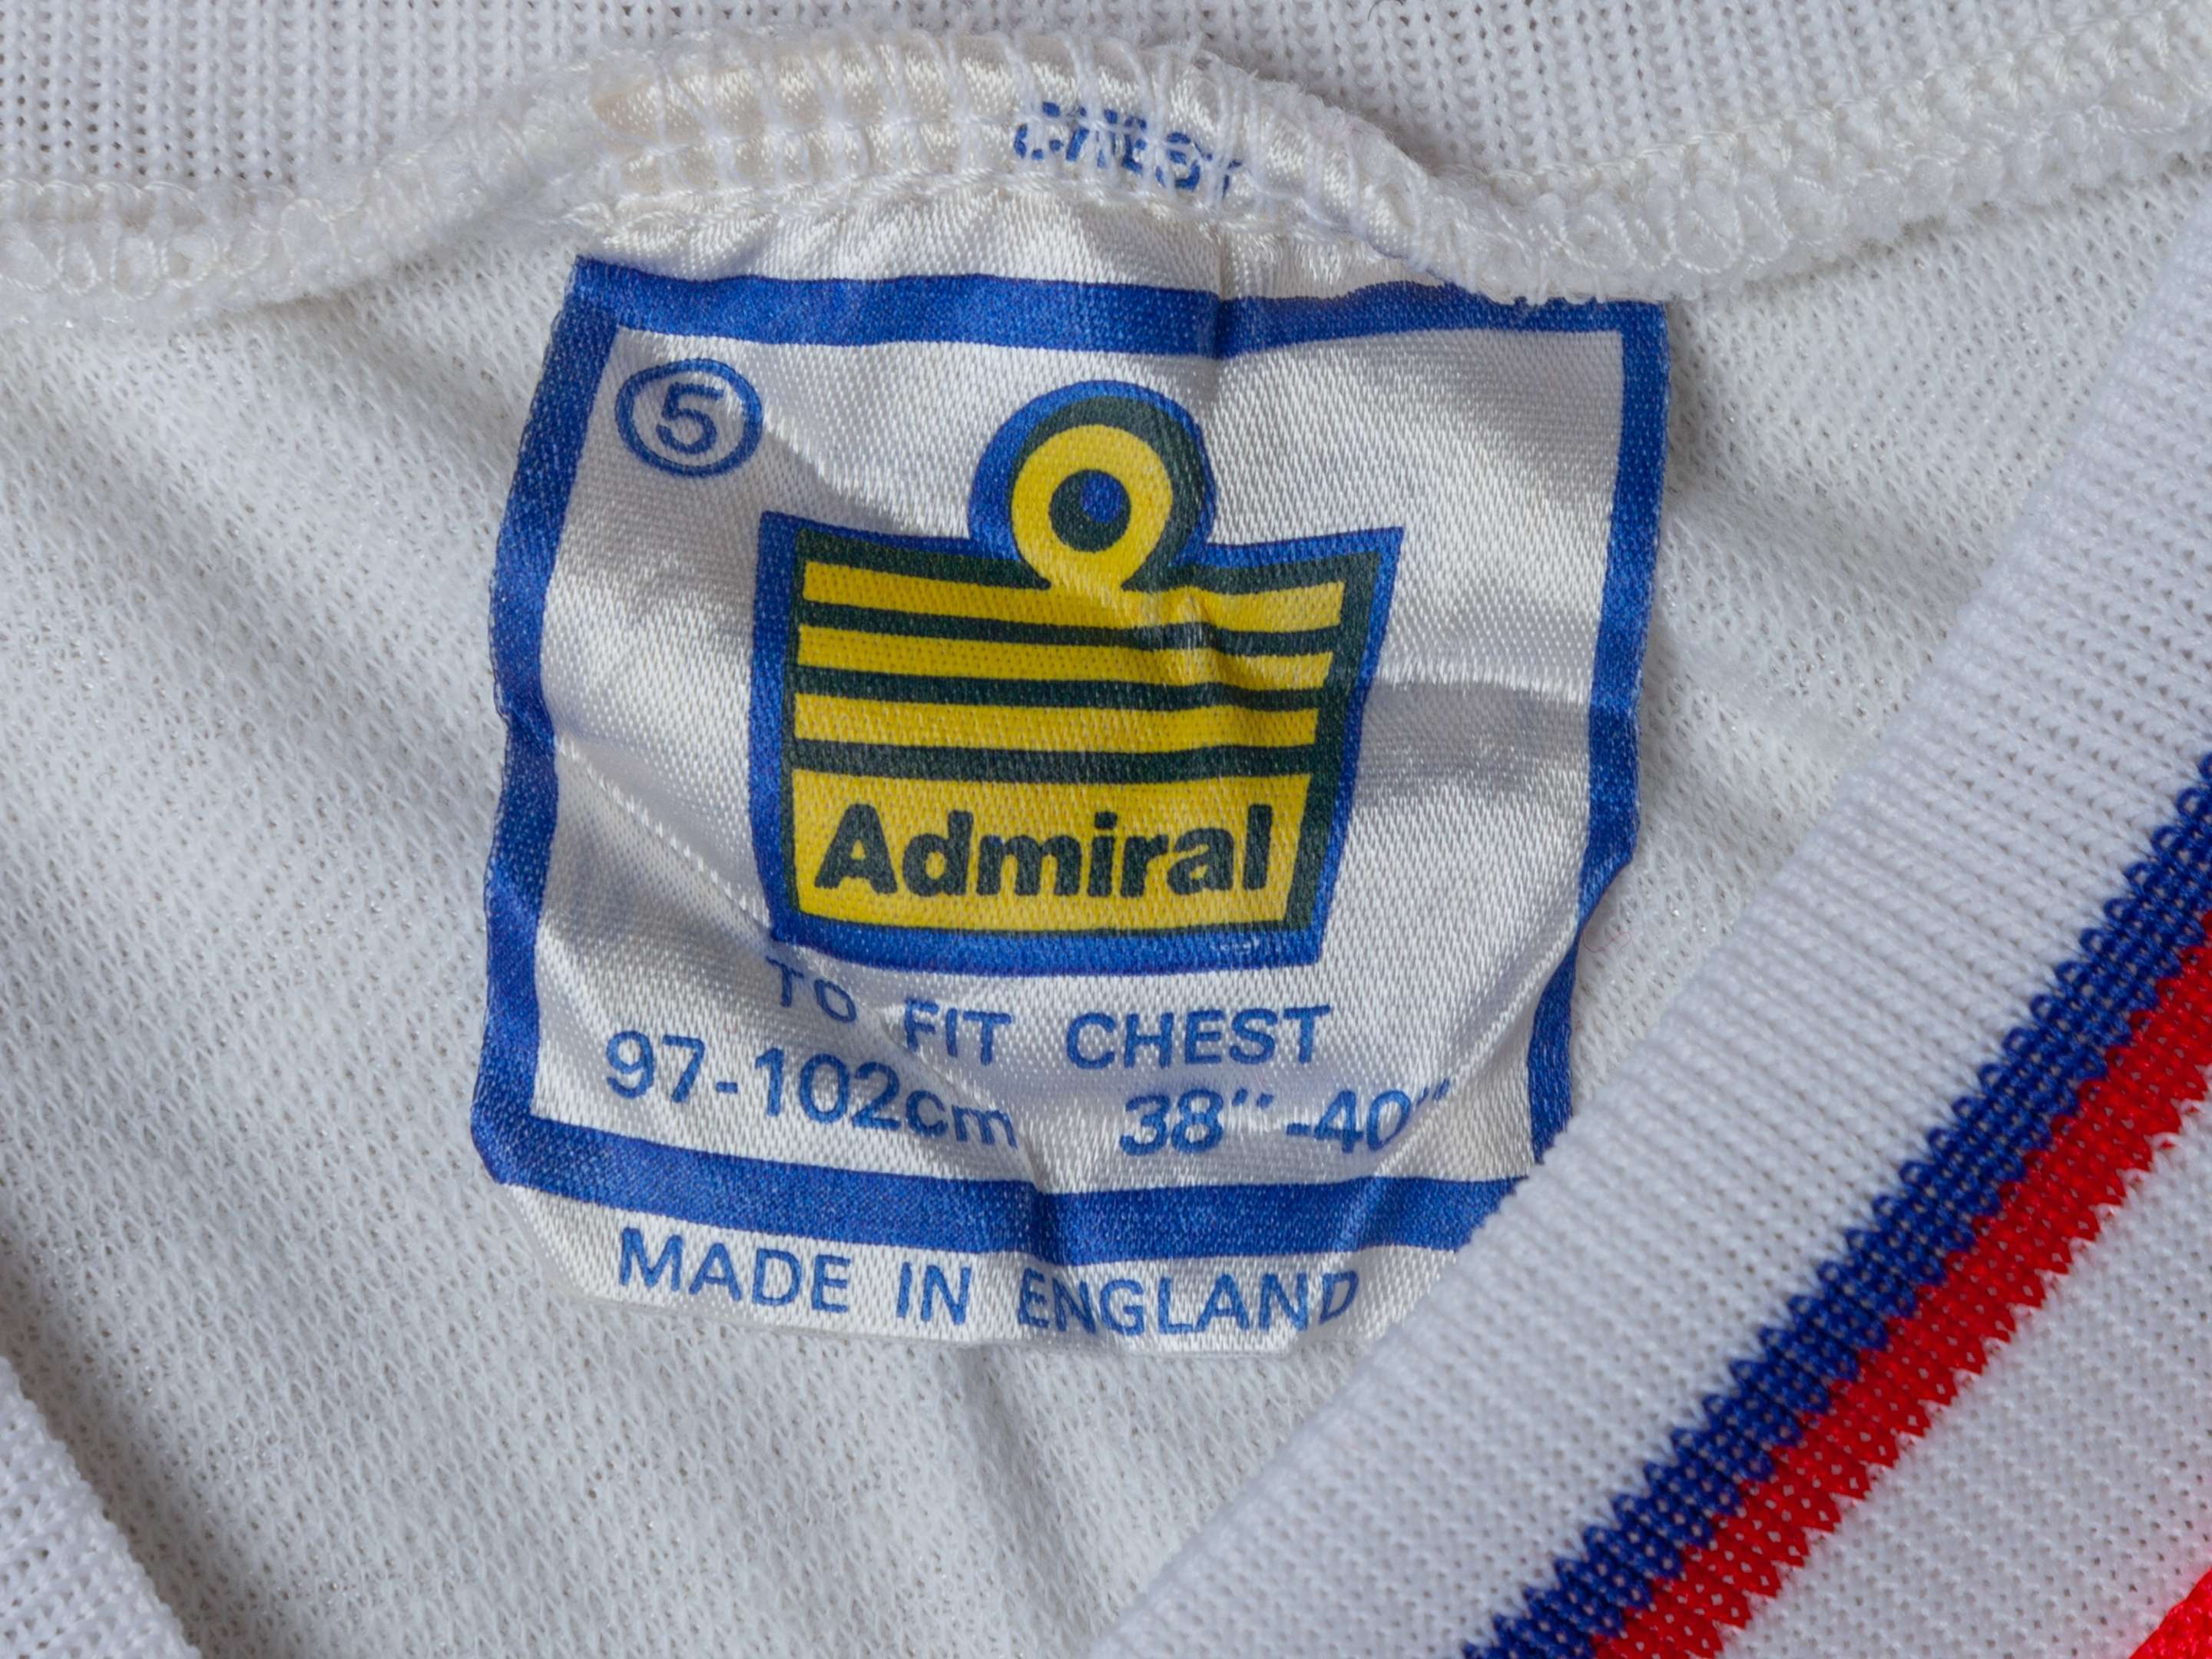 5
Admiral
TO FIT CHEST
97-102cm 38"-40"
MADE IN ENGLAND